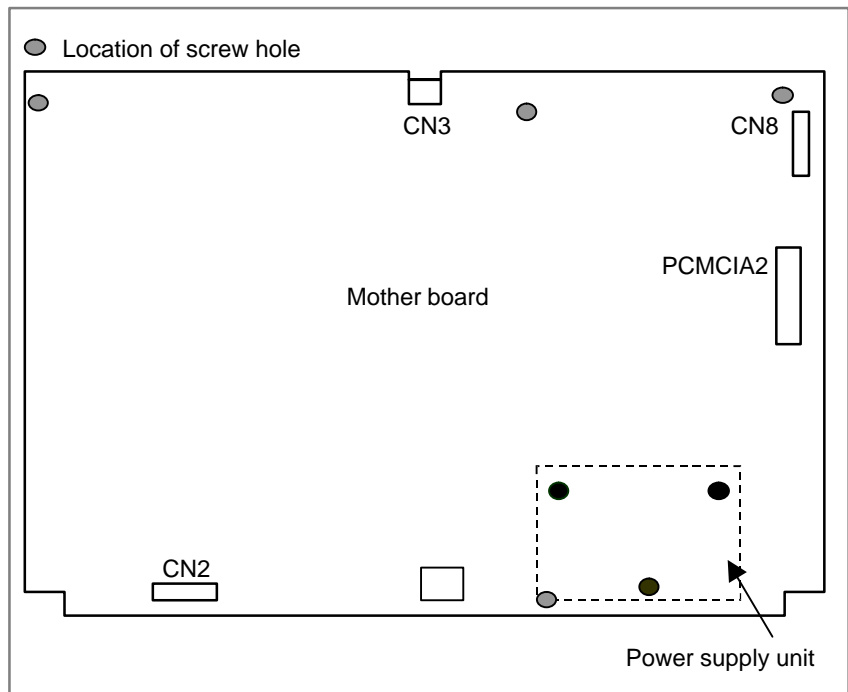 Location of screw hole
CN3
CN8
PCMCIA2
Mother board
CN2
Power supply unit